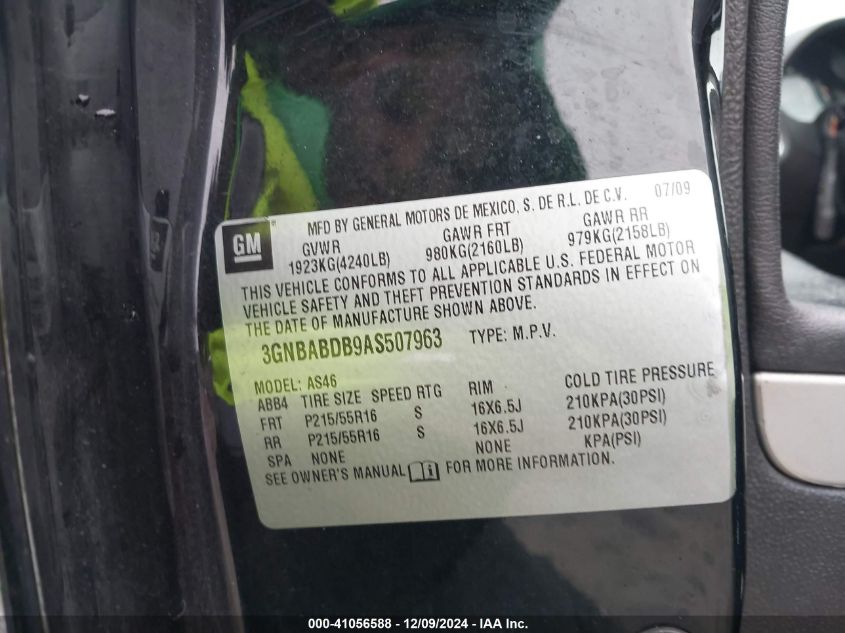 MFD BY GENERAL MOTORS DE MEXICO, S. DE R.L. DE C.V. 07/09
GM
GVWR GAWR FRT GAWR RR
1923KG(4240LB) 980KG(2160LB) 979KG(2158LB)
THIS VEHICLE CONFORMS TO ALL APPLICABLE U.S. FEDERAL MOTOR
VEHICLE SAFETY AND THEFT PREVENTION STANDARDS IN EFFECT ON
THE DATE OF MANUFACTURE SHOWN ABOVE.
3GNBABDB9AS507963 TYPE: M.P.V.
MODEL: AS46
ABB4 TIRE SIZE SPEED RTG RIM COLD TIRE PRESSURE
FRT P215/55R16 S 16X6.5J 210KPA(30PSI)
RR P215/55R16 S 16X6.5J 210KPA(30PSI)
SPA NONE NONE KPA(PSI)
SEE OWNER'S MANUAL FOR MORE INFORMATION.
000-41056588 - 12/09/2024 - IAA Inc.